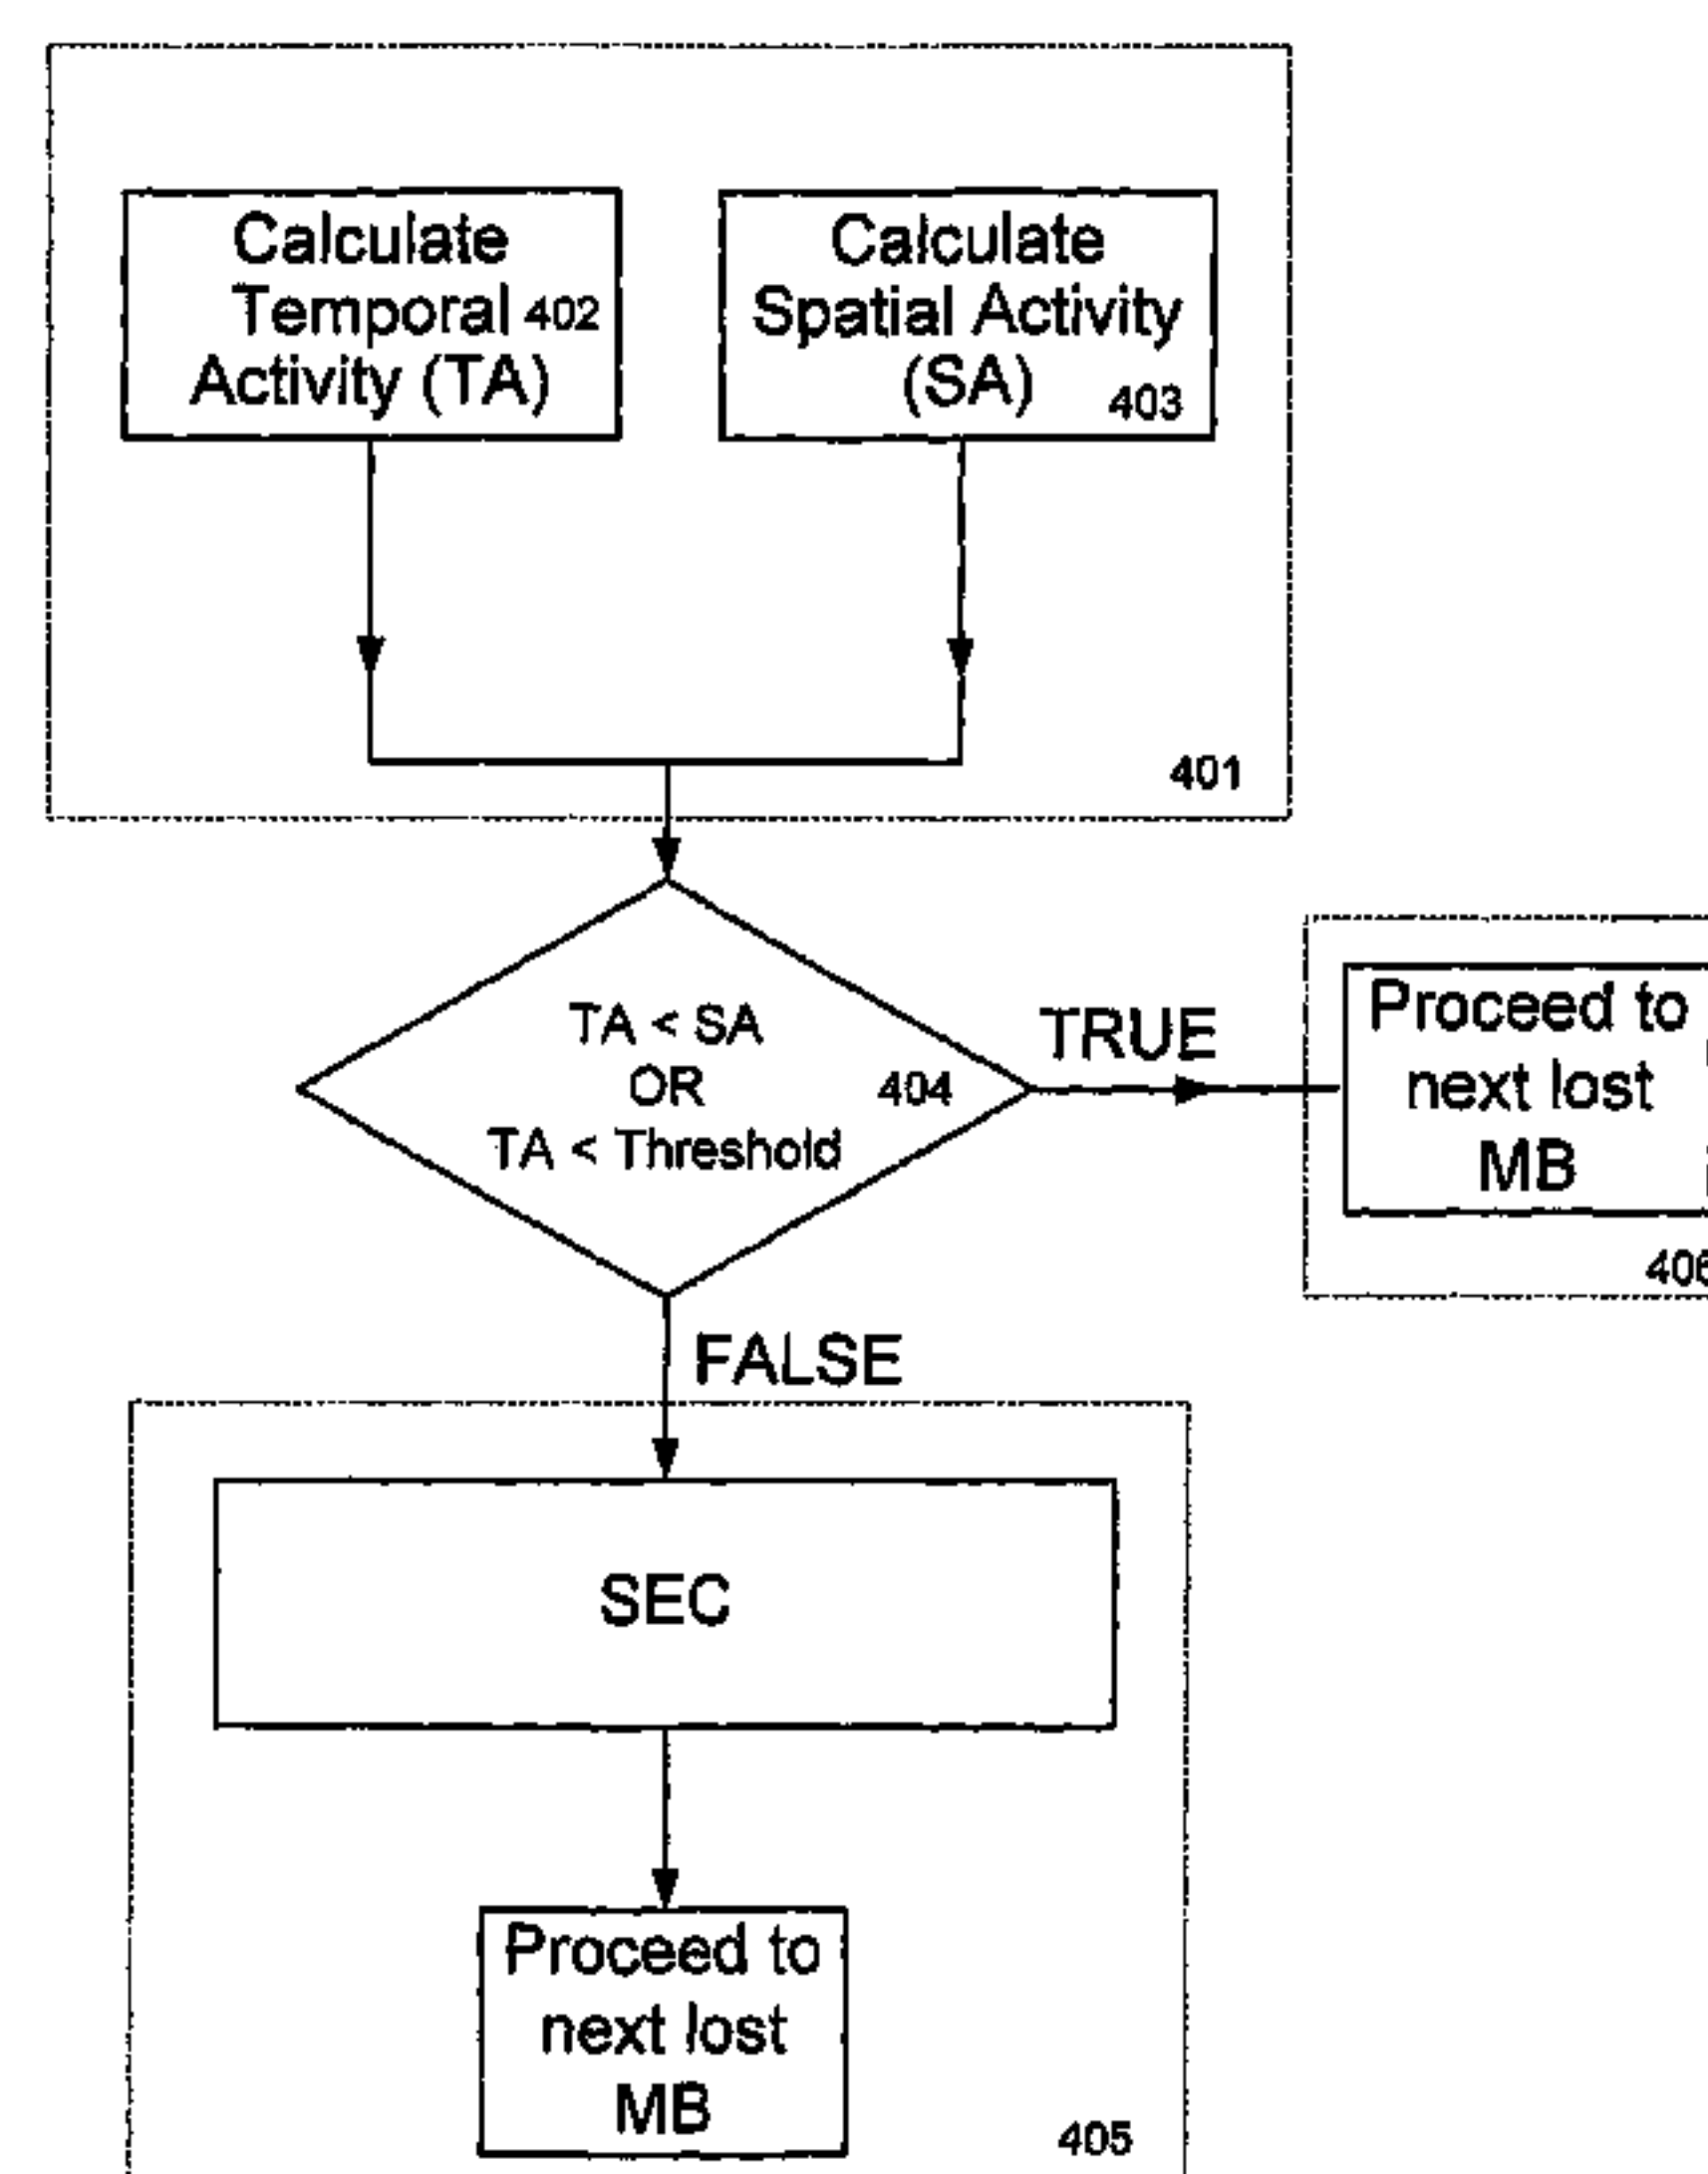 Calculate
Temporal 402
Activity (TA)
Calculate
Spatial Activity
(SA) 403
401
TA < SA
OR 404
TA < Threshold
TRUE
Proceed to
next lost
MB
406
FALSE
SEC
Proceed to
next lost
MB
405